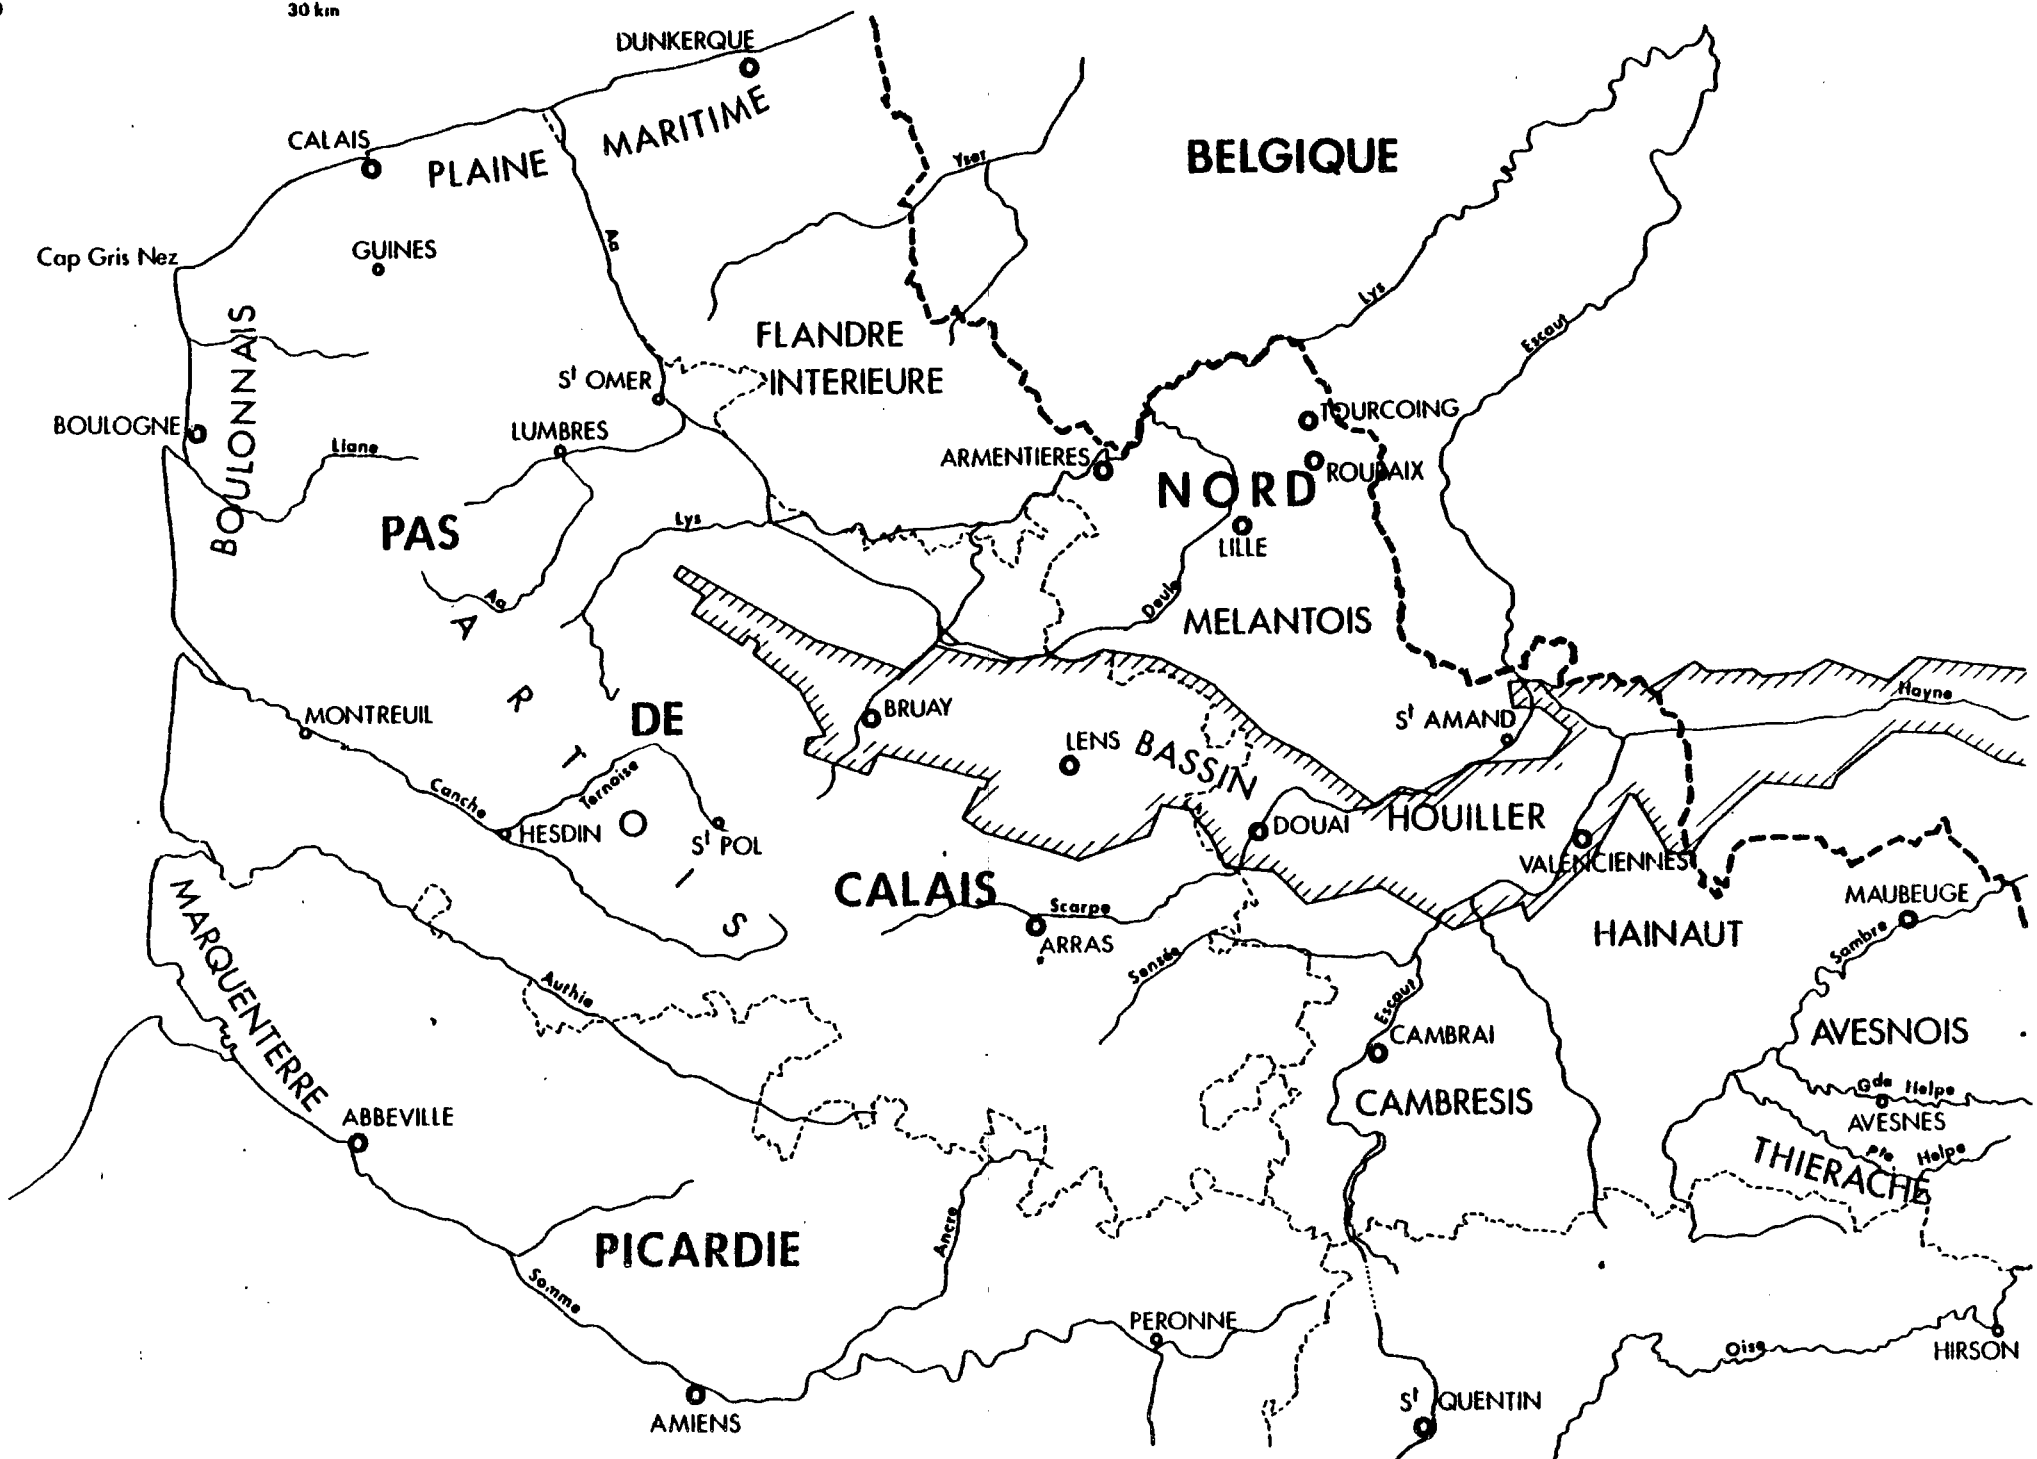 30 km
DUNKERQUE
CALAIS
PLAINE MARITIME
BELGIQUE
Yser
Cap Gris Nez
GUINES
Aa
Lys
Escaut
BOULONNAIS
FLANDRE
INTERIEURE
St OMER
BOULOGNE
Liane
LUMBRES
ARMENTIERES
TOURCOING
ROUBAIX
NORD
LILLE
PAS
Lys
Aa
Deule
MELANTOIS
ARTOIS
DE
MONTREUIL
BRUAY
LENS
BASSIN
St AMAND
Hayne
Canche
Ternoise
HESDIN
St POL
DOUAI
HOUILLER
VALENCIENNES
CALAIS
Scarpe
ARRAS
MAUBEUGE
HAINAUT
Sambre
MARQUENTERRE
Authie
Sensée
Escaut
CAMBRAI
AVESNOIS
CAMBRESIS
Gde Helpe
AVESNES
ABBEVILLE
Pte Helpe
THIERACHE
PICARDIE
Ancre
Somme
PERONNE
Oise
HIRSON
AMIENS
St QUENTIN